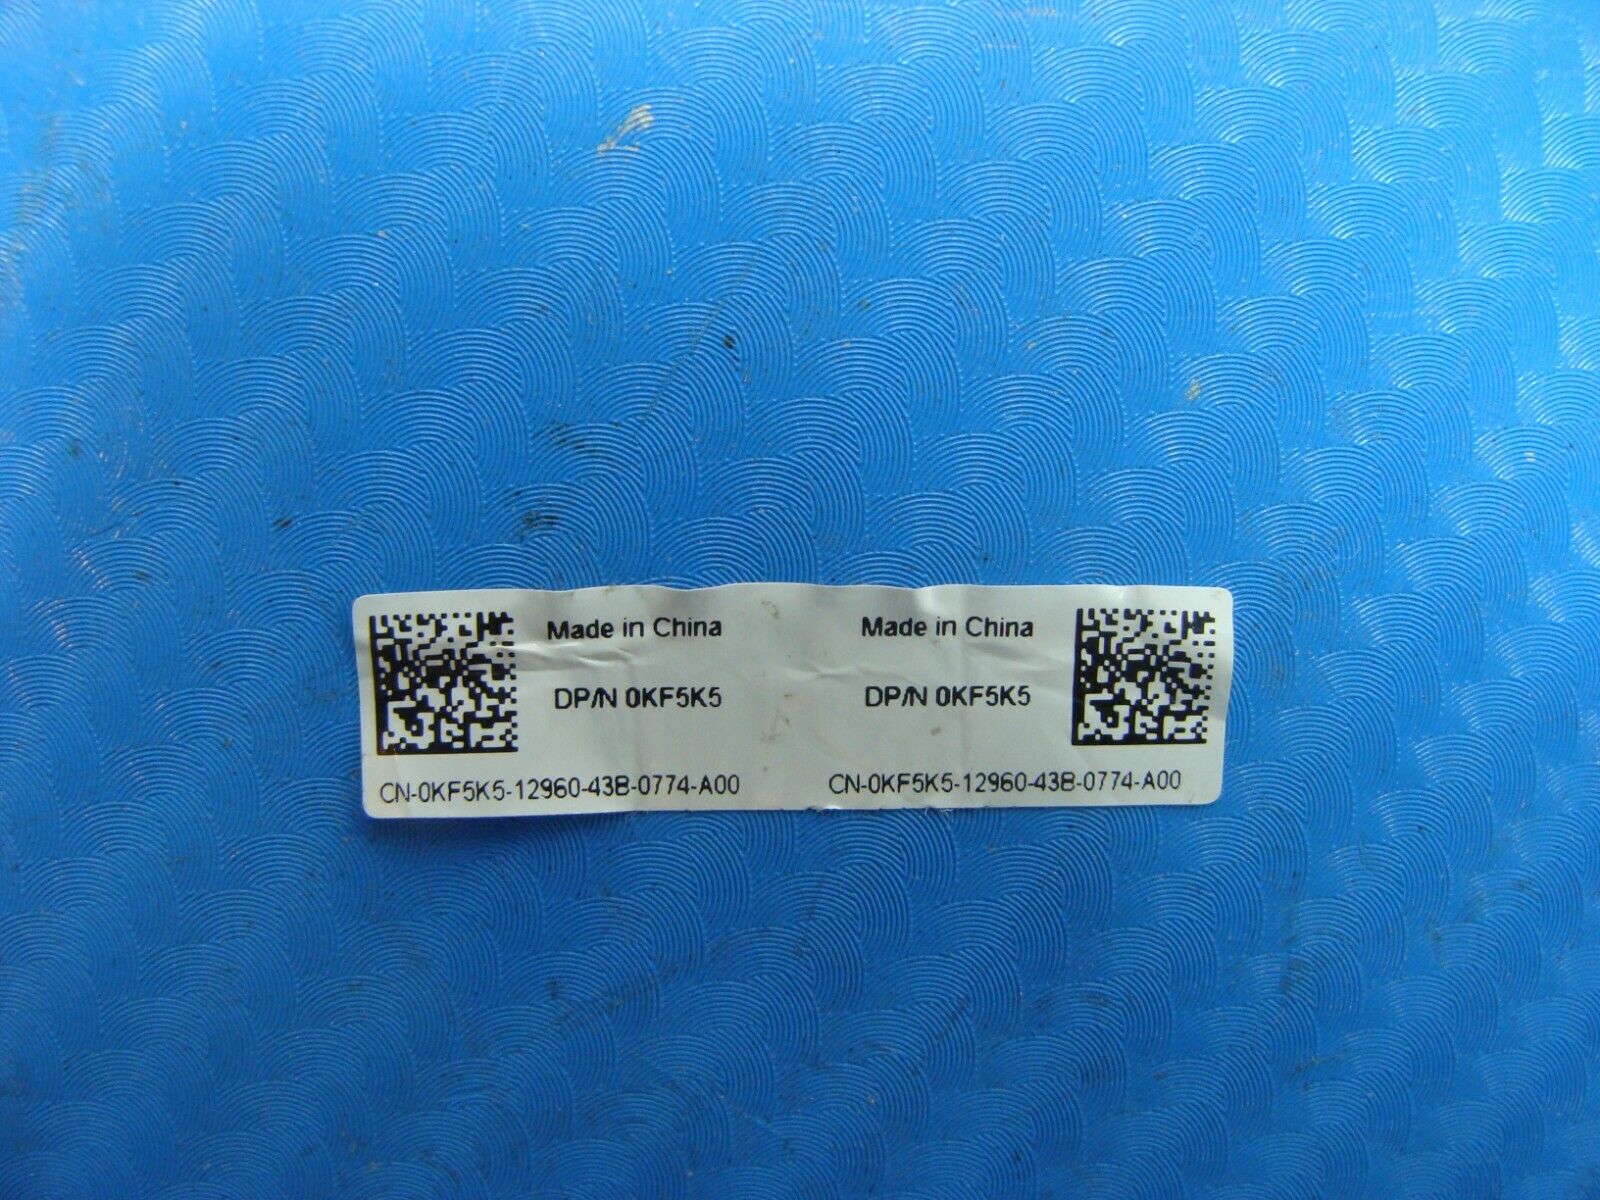 Made in China
DP/N 0KF5K5
CN-0KF5K5-12960-43B-0774-A00
Made in China
DP/N 0KF5K5
CN-0KF5K5-12960-43B-0774-A00